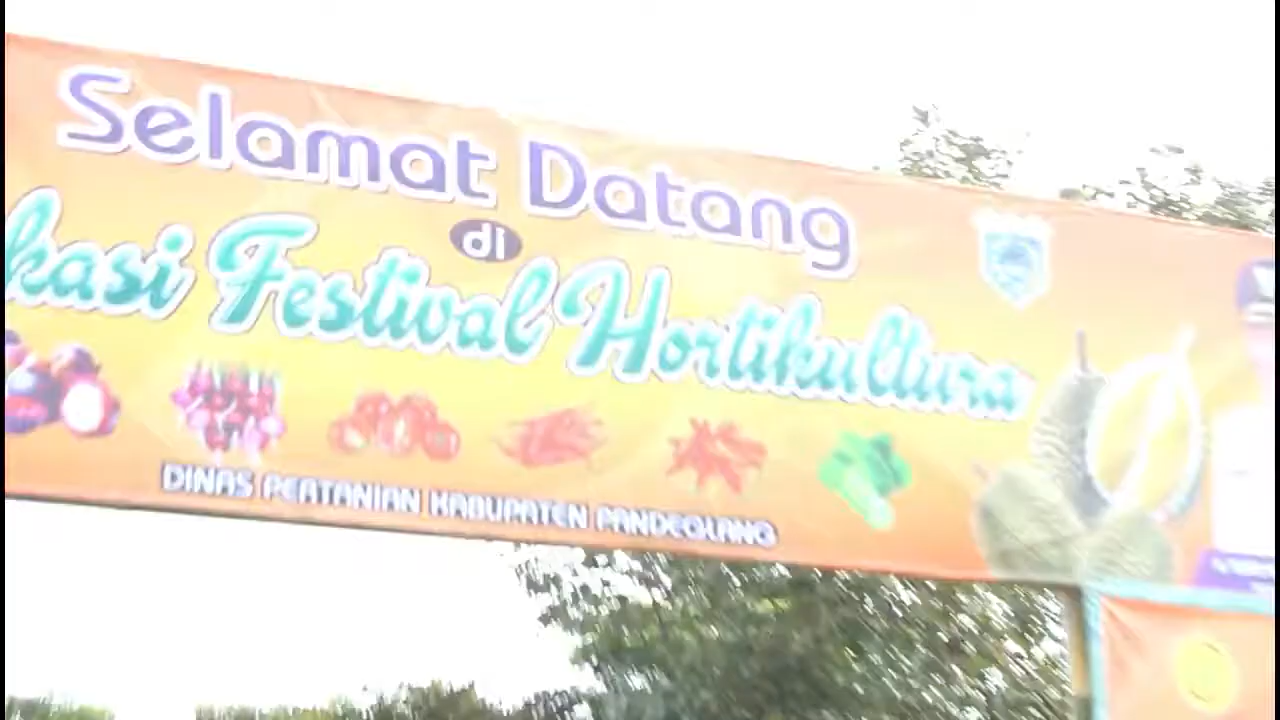 Selamat Datang
di
kasi Festival Hortikultura
DINAS PERTANIAN KABUPATEN PANDEGLANG